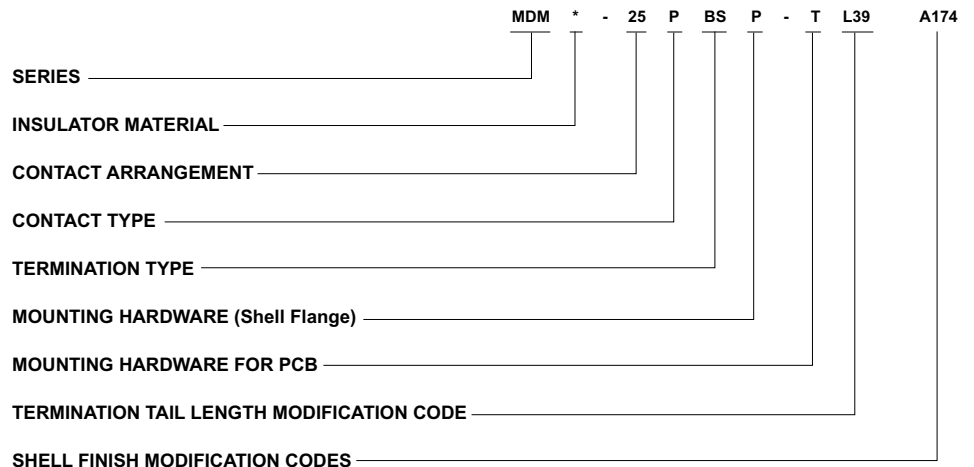 MDM * - 25 P BS P - T L39 A174
SERIES
INSULATOR MATERIAL
CONTACT ARRANGEMENT
CONTACT TYPE
TERMINATION TYPE
MOUNTING HARDWARE (Shell Flange)
MOUNTING HARDWARE FOR PCB
TERMINATION TAIL LENGTH MODIFICATION CODE
SHELL FINISH MODIFICATION CODES